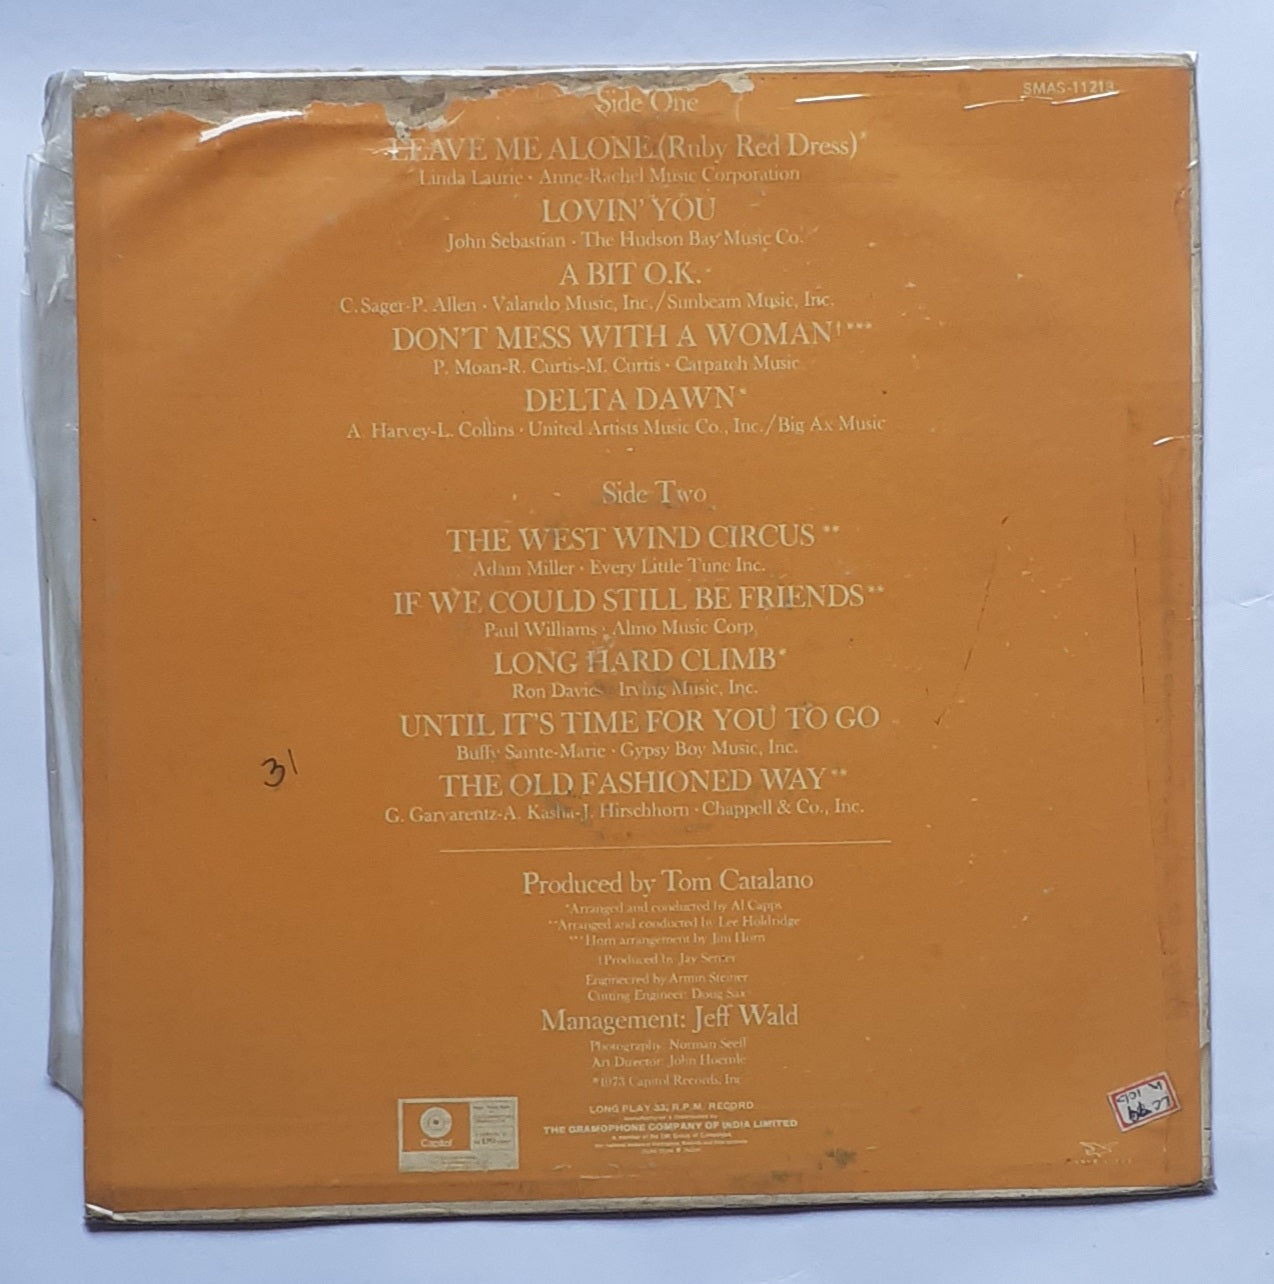 SMAS-11213
Side One
LEAVE ME ALONE (Ruby Red Dress)*
Linda Laurie · Anne-Rachel Music Corporation
LOVIN' YOU
John Sebastian · The Hudson Bay Music Co.
A BIT O.K.
C. Sager-P. Allen · Valando Music, Inc./Sunbeam Music, Inc.
DON'T MESS WITH A WOMAN†***
P. Moan-R. Curtis-M. Curtis · Catpatch Music
DELTA DAWN*
A. Harvey-L. Collins · United Artists Music Co., Inc./Big Ax Music
Side Two
THE WEST WIND CIRCUS**
Adam Miller · Every Little Tune Inc.
IF WE COULD STILL BE FRIENDS**
Paul Williams · Almo Music Corp.
LONG HARD CLIMB*
Ron Davies · Irving Music, Inc.
UNTIL IT'S TIME FOR YOU TO GO
Buffy Sainte-Marie · Gypsy Boy Music, Inc.
31
THE OLD FASHIONED WAY**
G. Garvarentz-A. Kasha-J. Hirschhorn · Chappell & Co., Inc.
Produced by Tom Catalano
*Arranged and conducted by Al Capps
**Arranged and conducted by Lee Holdridge
***Horn arrangement by Jim Horn
†Produced by Jay Senter
Engineered by Armin Steiner
Cutting Engineer: Doug Sax
Management: Jeff Wald
Photography: Norman Seeff
Art Director: John Hoernle
1973 Capitol Records, Inc.
Capitol
LONG PLAY 33⅓ R.P.M. RECORD
Manufactured & Distributed by
THE GRAMOPHONE COMPANY OF INDIA LIMITED